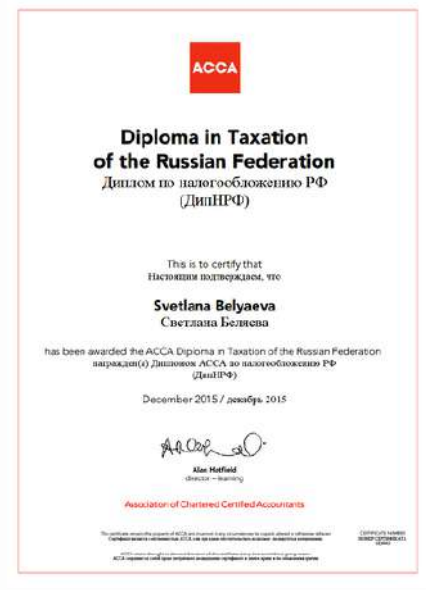 ACCA
Diploma in Taxation
of the Russian Federation
Диплом по налогообложению РФ
(ДипНРФ)
This is to certify that
Настоящим подтверждаем, что
Svetlana Belyaeva
Светлана Беляева
has been awarded the ACCA Diploma in Taxation of the Russian Federation
награжден(а) Дипломом АССА по налогообложению РФ
(ДипНРФ)
December 2015 / декабрь 2015
Alan Hatfield
director – learning
Association of Chartered Certified Accountants
CERTIFICATE NUMBER